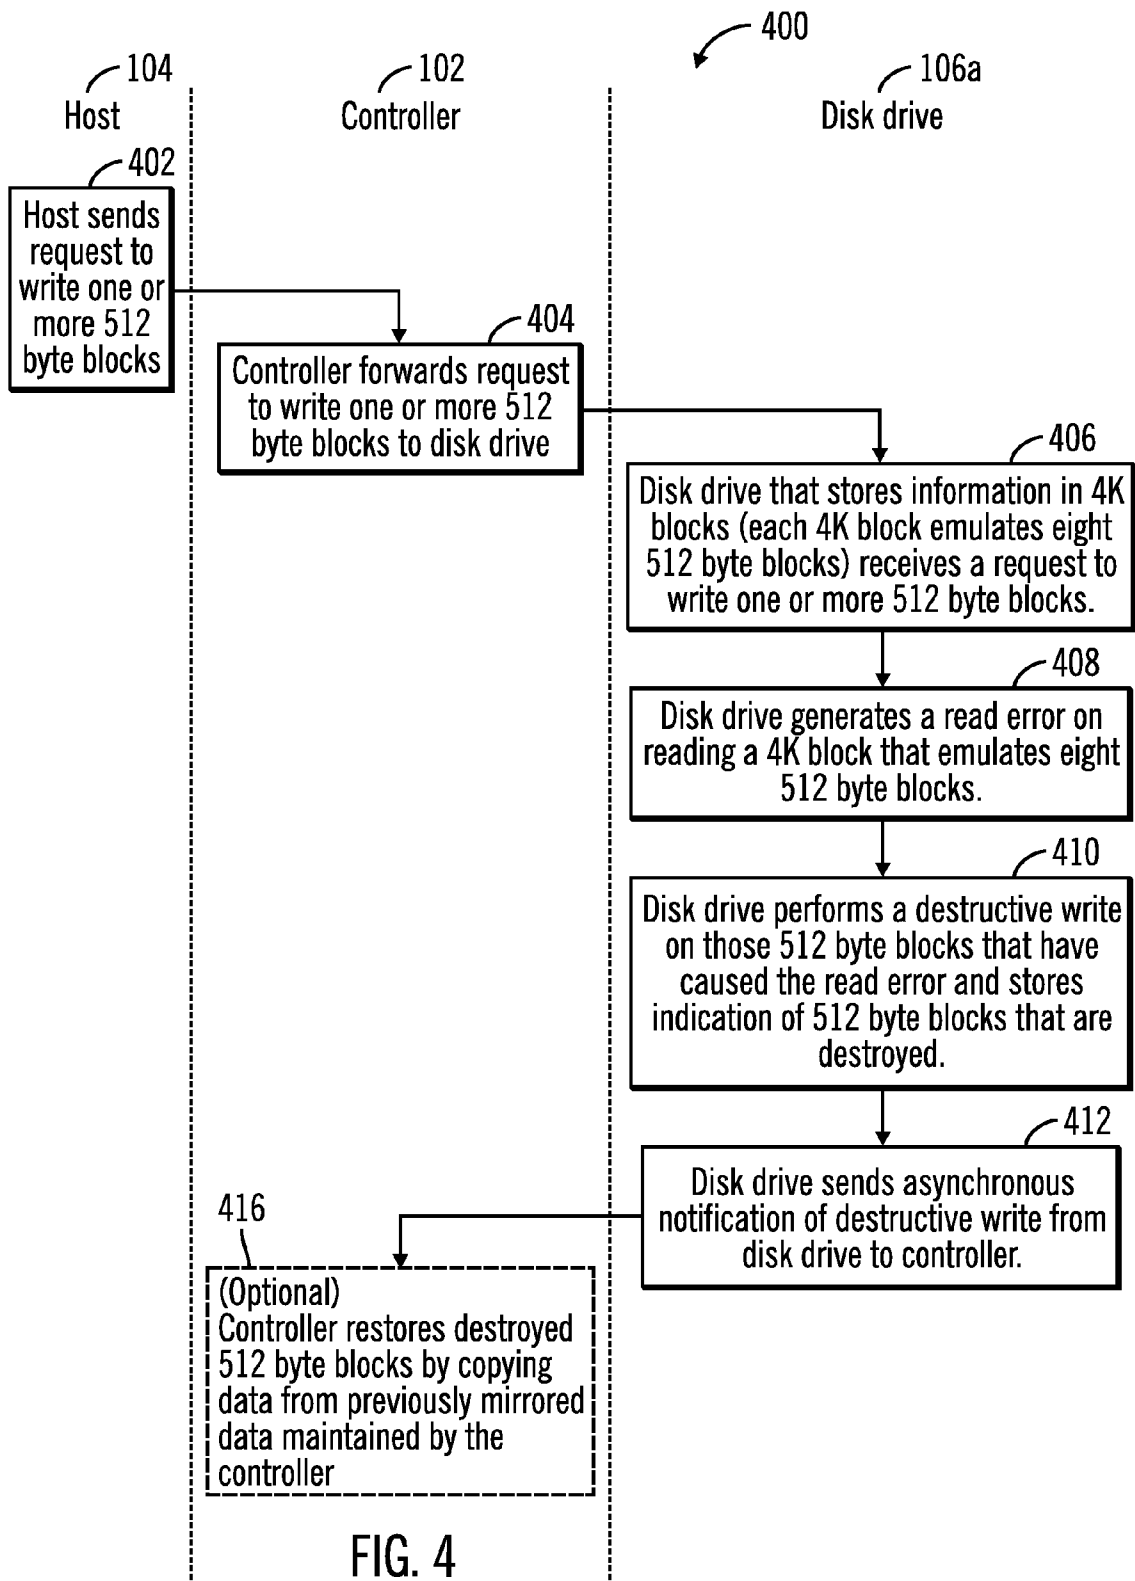 400
104
Host
102
Controller
106a
Disk drive
402
Host sends
request to
write one or
more 512
byte blocks
404
Controller forwards request
to write one or more 512
byte blocks to disk drive
406
Disk drive that stores information in 4K
blocks (each 4K block emulates eight
512 byte blocks) receives a request to
write one or more 512 byte blocks.
408
Disk drive generates a read error on
reading a 4K block that emulates eight
512 byte blocks.
410
Disk drive performs a destructive write
on those 512 byte blocks that have
caused the read error and stores
indication of 512 byte blocks that are
destroyed.
412
Disk drive sends asynchronous
notification of destructive write from
disk drive to controller.
416
(Optional)
Controller restores destroyed
512 byte blocks by copying
data from previously mirrored
data maintained by the
controller
FIG. 4